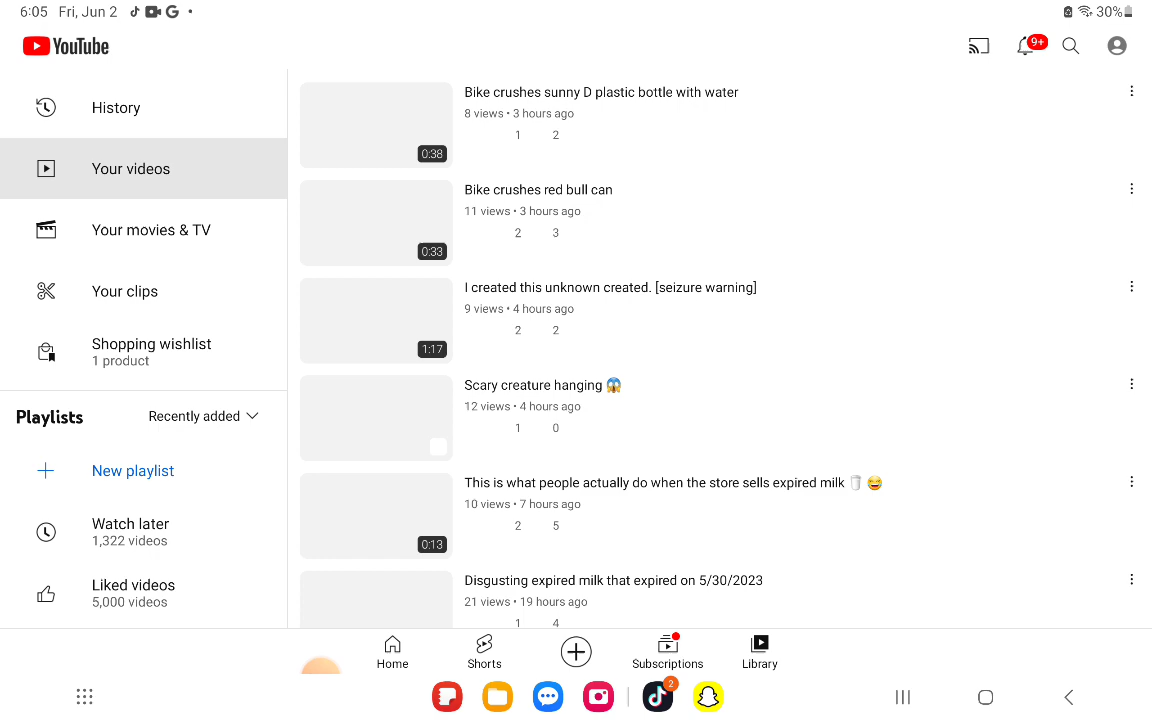 6:05 Fri, Jun 2
30%
YouTube
9+
History
Your videos
Your movies & TV
Your clips
Shopping wishlist
1 product
Playlists
Recently added
New playlist
Watch later
1,322 videos
Liked videos
5,000 videos
0:38
Bike crushes sunny D plastic bottle with water
8 views • 3 hours ago
1 2
0:33
Bike crushes red bull can
11 views • 3 hours ago
2 3
1:17
I created this unknown created. [seizure warning]
9 views • 4 hours ago
2 2
Scary creature hanging 😱
12 views • 4 hours ago
1 0
0:13
This is what people actually do when the store sells expired milk 🥛 😂
10 views • 7 hours ago
2 5
Disgusting expired milk that expired on 5/30/2023
21 views • 19 hours ago
1 4
Home
Shorts
Subscriptions
Library
2